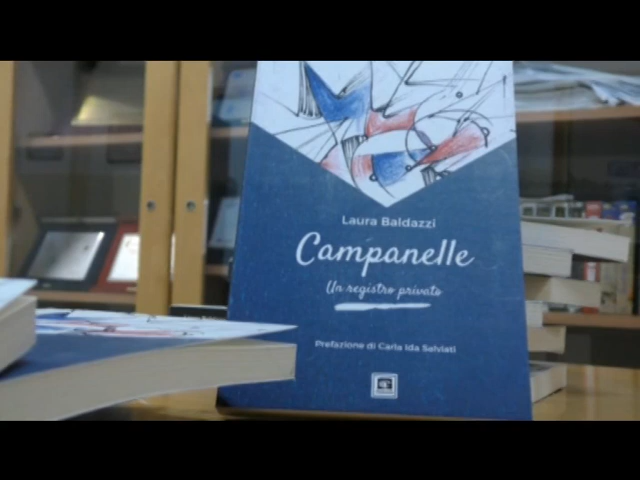 Laura Baldazzi
Campanelle
Un registro privato
Prefazione di Carla Ida Salviati